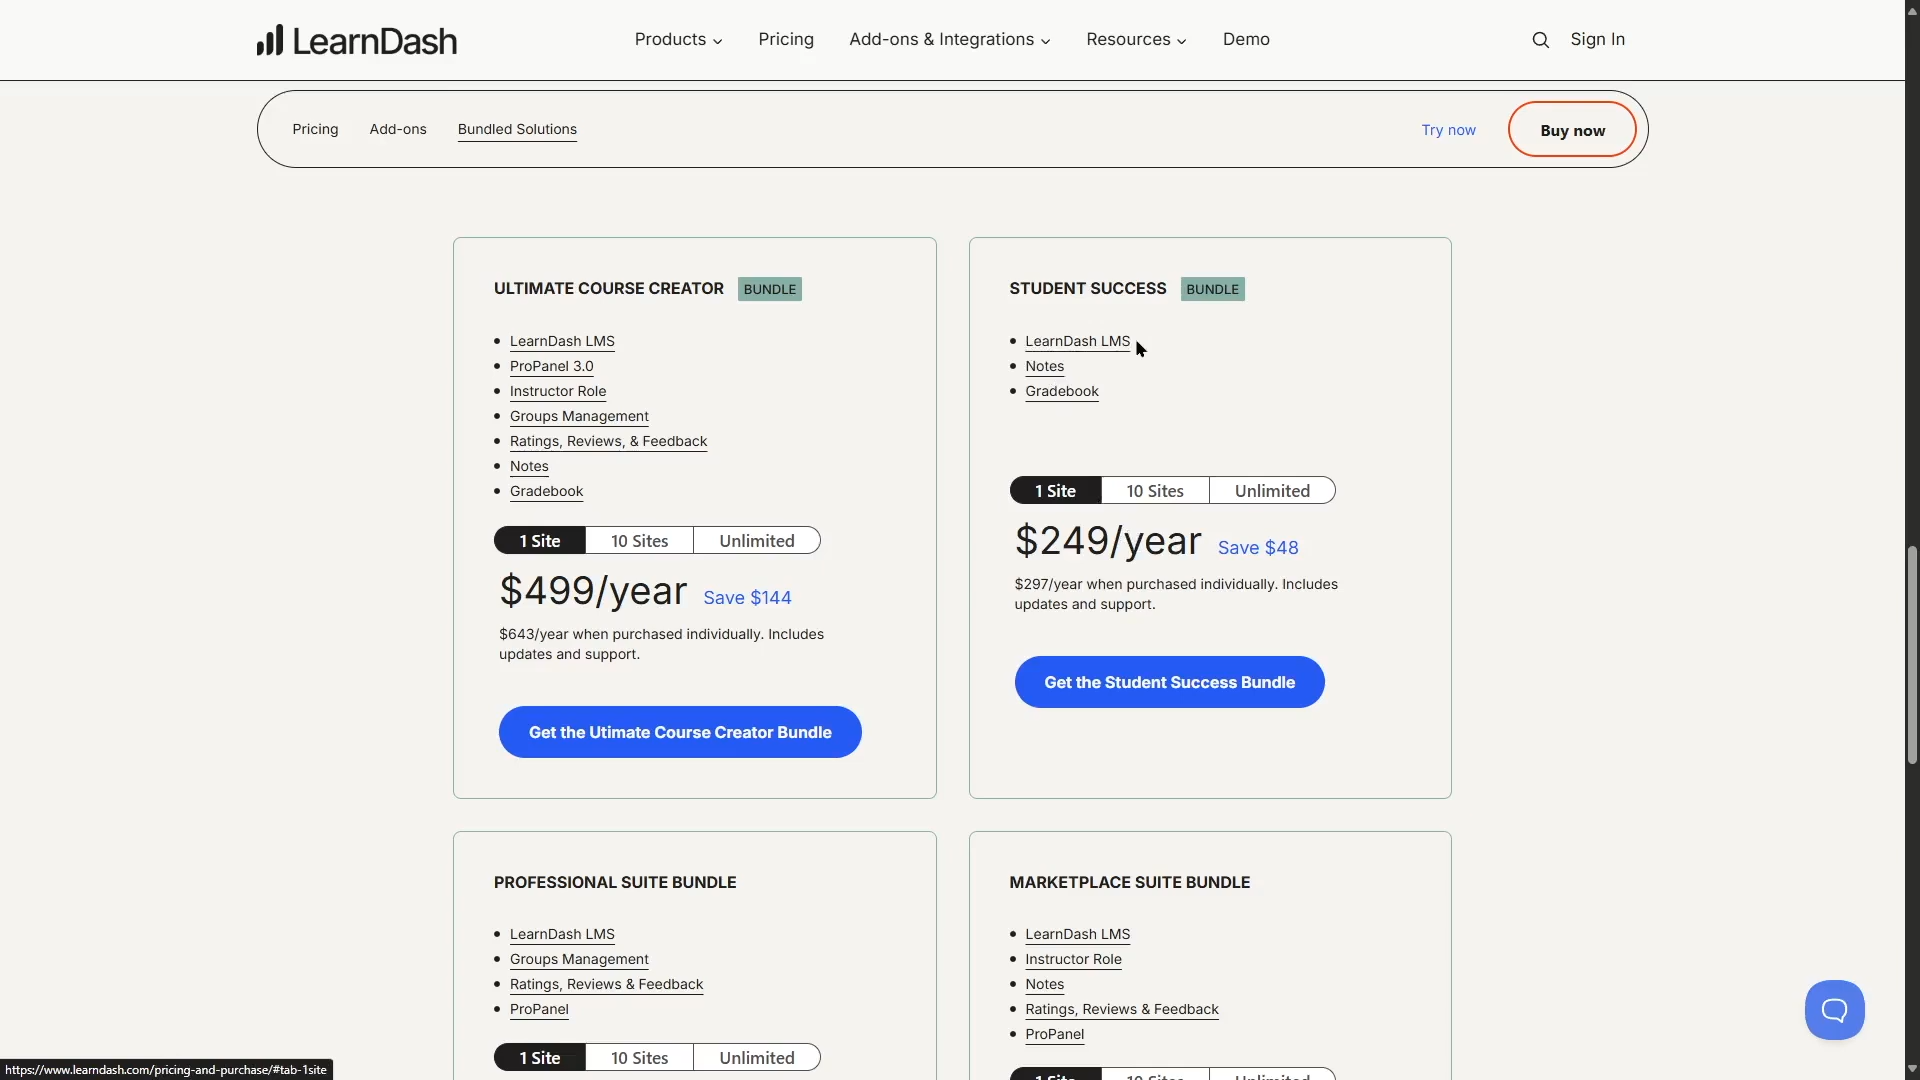 LearnDash
Products
Pricing
Add-ons & Integrations
Resources
Demo
Sign In
Pricing
Add-ons
Bundled Solutions
Try now
Buy now
ULTIMATE COURSE CREATOR BUNDLE
LearnDash LMS
ProPanel 3.0
Instructor Role
Groups Management
Ratings, Reviews, & Feedback
Notes
Gradebook
1 Site 10 Sites Unlimited
$499/year Save $144
$643/year when purchased individually. Includes
updates and support.
Get the Utimate Course Creator Bundle
STUDENT SUCCESS BUNDLE
LearnDash LMS
Notes
Gradebook
1 Site 10 Sites Unlimited
$249/year Save $48
$297/year when purchased individually. Includes
updates and support.
Get the Student Success Bundle
PROFESSIONAL SUITE BUNDLE
LearnDash LMS
Groups Management
Ratings, Reviews & Feedback
ProPanel
1 Site 10 Sites Unlimited
MARKETPLACE SUITE BUNDLE
LearnDash LMS
Instructor Role
Notes
Ratings, Reviews & Feedback
ProPanel
1 Site 10 Sites Unlimited
https://www.learndash.com/pricing-and-purchase/#tab-1site